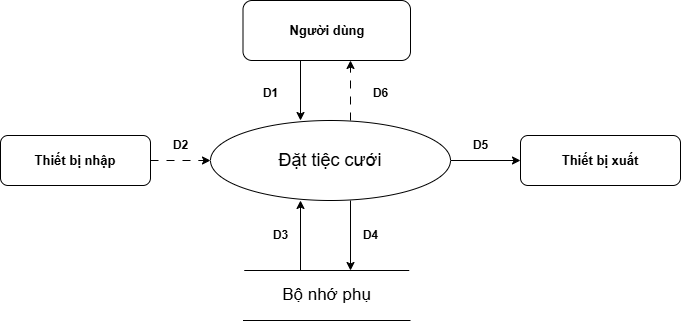 Người dùng
D1
D6
D2
D5
Thiết bị nhập
Đặt tiệc cưới
Thiết bị xuất
D3
D4
Bộ nhớ phụ